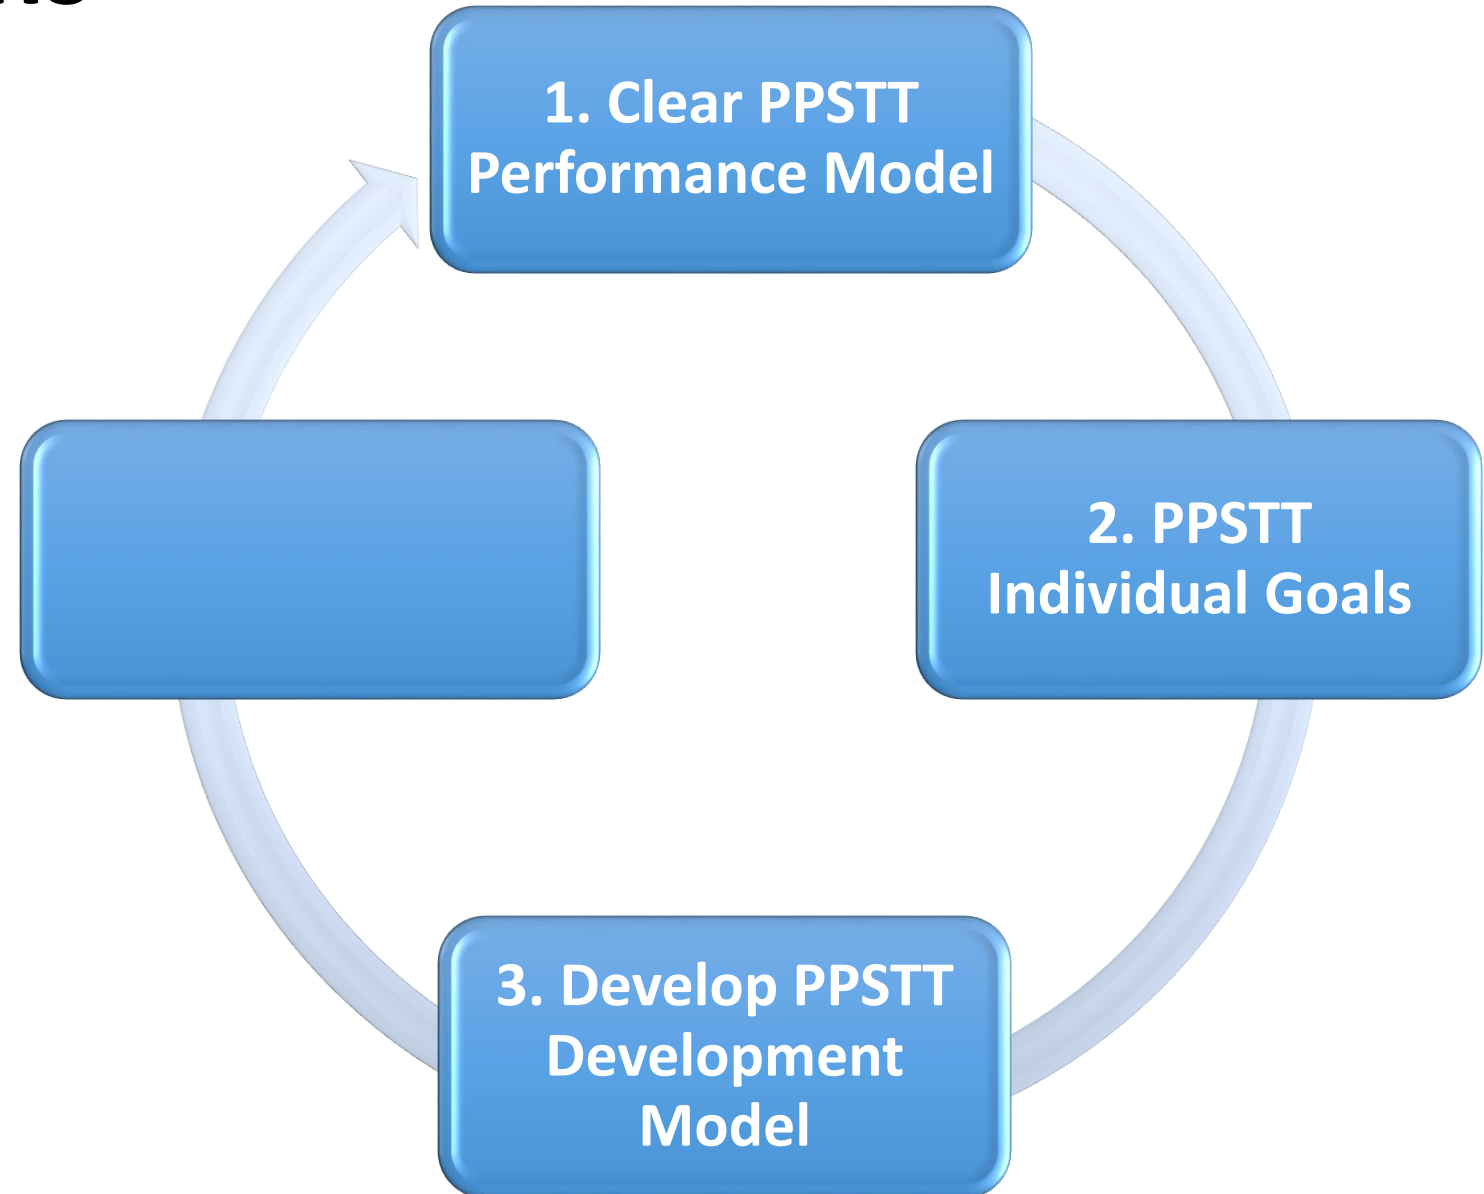 1. Clear PPSTT
Performance Model
2. PPSTT
Individual Goals
3. Develop PPSTT
Development
Model